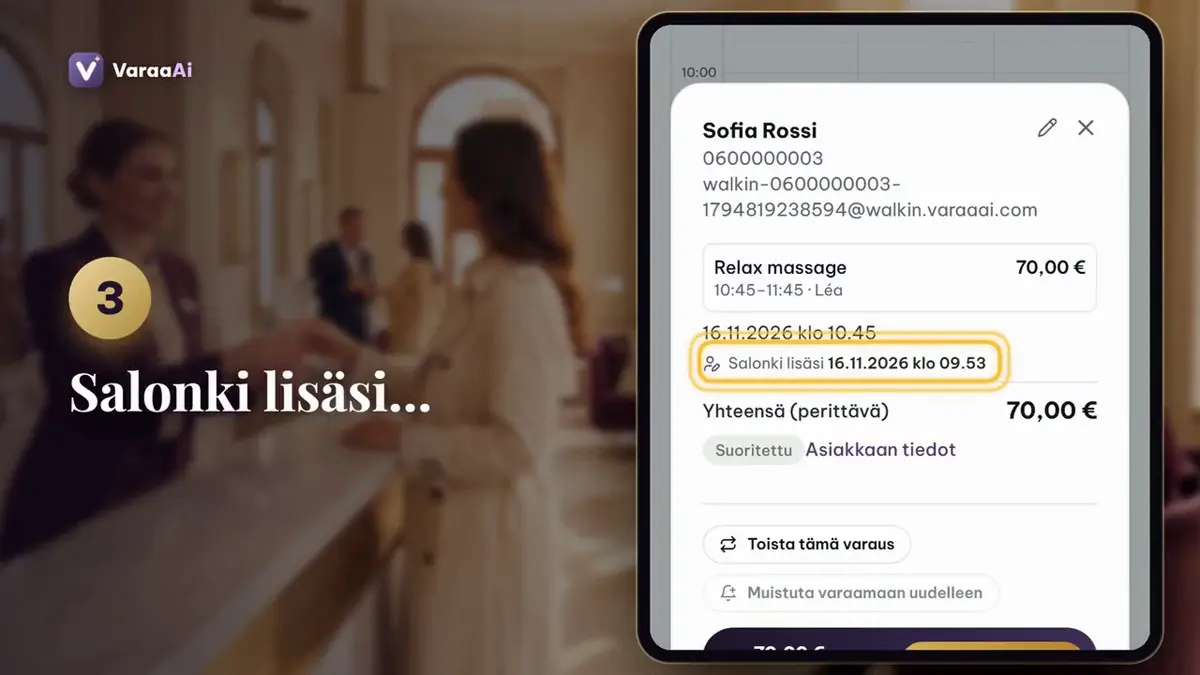 VaraaAi
3
Salonki lisäsi...
10:00
Sofia Rossi
0600000003
walkin-0600000003-
1794819238594@walkin.varaaai.com
Relax massage 70,00 €
10:45–11:45 · Léa
16.11.2026 klo 10.45
Salonki lisäsi 16.11.2026 klo 09.53
Yhteensä (perittävä) 70,00 €
Suoritettu Asiakkaan tiedot
Toista tämä varaus
Muistuta varaamaan uudelleen
70,00 €